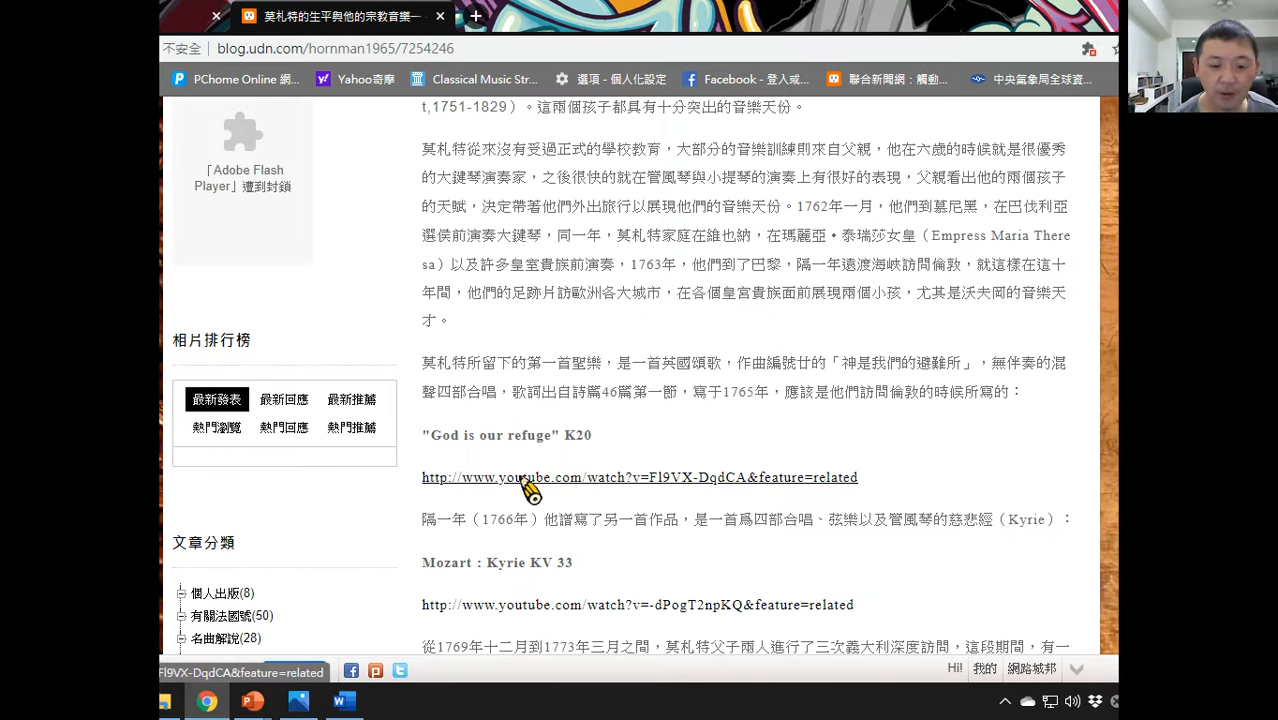 莫札特的生平與他的宗教音樂一
不安全 blog.udn.com/hornman1965/7254246
PChome Online 網...
Yahoo奇摩
Classical Music Str...
選項 - 個人化設定
Facebook - 登入或...
聯合新聞網：觸動...
中央氣象局全球資...
t,1751-1829）。這兩個孩子都具有十分突出的音樂天份。
「Adobe Flash
Player」遭到封鎖
莫札特從來沒有受過正式的學校教育，大部分的音樂訓練則來自父親，他在六歲的時候就是很優秀
的大鍵琴演奏家，之後很快的就在管風琴與小提琴的演奏上有很好的表現，父親看出他的兩個孩子
的天賦，決定帶著他們外出旅行以展現他們的音樂天份。1762年一月，他們到慕尼黑，在巴伐利亞
選侯前演奏大鍵琴，同一年，莫札特家庭在維也納，在瑪麗亞•泰瑞莎女皇（Empress Maria There
sa）以及許多皇室貴族前演奏，1763年，他們到了巴黎，隔一年遠渡海峽訪問倫敦，就這樣在這十
年間，他們的足跡片訪歐洲各大城市，在各個皇宮貴族面前展現兩個小孩，尤其是沃夫岡的音樂天
才。
相片排行榜
最新發表 最新回應 最新推薦
熱門瀏覽 熱門回應 熱門推薦
莫札特所留下的第一首聖樂，是一首英國頌歌，作曲編號廿的「神是我們的避難所」，無伴奏的混
聲四部合唱，歌詞出自詩篇46篇第一節，寫于1765年，應該是他們訪問倫敦的時候所寫的：
"God is our refuge" K20
http://www.youtube.com/watch?v=Fl9VX-DqdCA&feature=related
隔一年（1766年）他譜寫了另一首作品，是一首爲四部合唱、弦樂以及管風琴的慈悲經（Kyrie）：
文章分類
Mozart : Kyrie KV 33
個人出版(8)
http://www.youtube.com/watch?v=-dPogT2npKQ&feature=related
有關法國號(50)
名曲解說(28)
從1769年十二月到1773年三月之間，莫札特父子兩人進行了三次義大利深度訪問，這段期間，有一
Fl9VX-DqdCA&feature=related
Hi! 我的 網路城邦